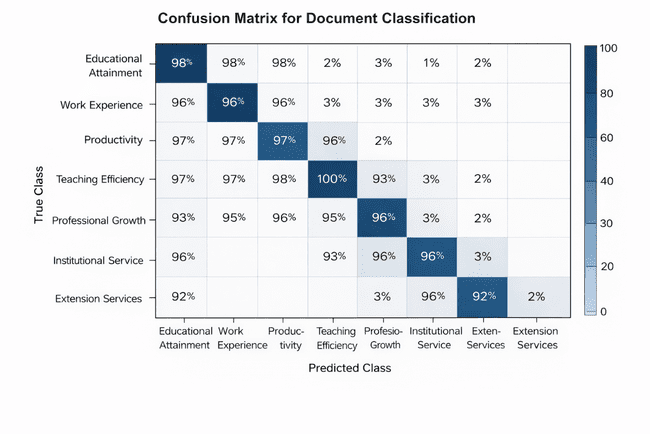 Confusion Matrix for Document Classification
Educational
Attainment
98% 98% 98% 2% 3% 1% 2%
Work Experience
96% 96% 96% 3% 3% 3% 3%
Productivity
97% 97% 97% 96% 2%
Teaching Efficiency
97% 97% 98% 100% 93% 3% 2%
Professional Growth
93% 95% 96% 95% 96% 3% 2%
Institutional Service
96% 93% 96% 96% 3%
Extension Services
92% 3% 96% 92% 2%
True Class
Educational Work Produc- Teaching Profesio- Institutional Exten- Extension
Attainment Experience tivity Efficiency Growth Service Services Services
Predicted Class
100
80
60
40
30
20
0